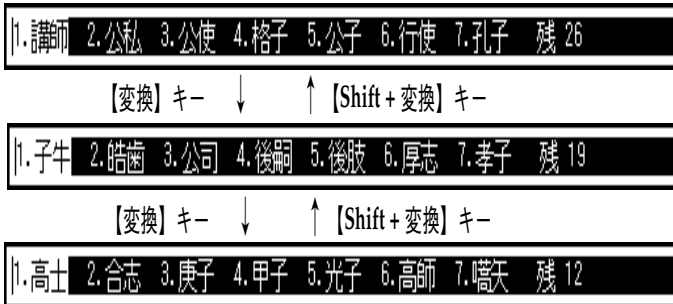 1.講師 2.公私 3.公使 4.格子 5.公子 6.行使 7.孔子 残 26
【変換】キー ↓ ↑【Shift + 変換】キー
1.子牛 2.皓歯 3.公司 4.後嗣 5.後肢 6.厚志 7.孝子 残 19
【変換】キー ↓ ↑【Shift + 変換】キー
1.高士 2.合志 3.庚子 4.甲子 5.光子 6.高師 7.嚆矢 残 12